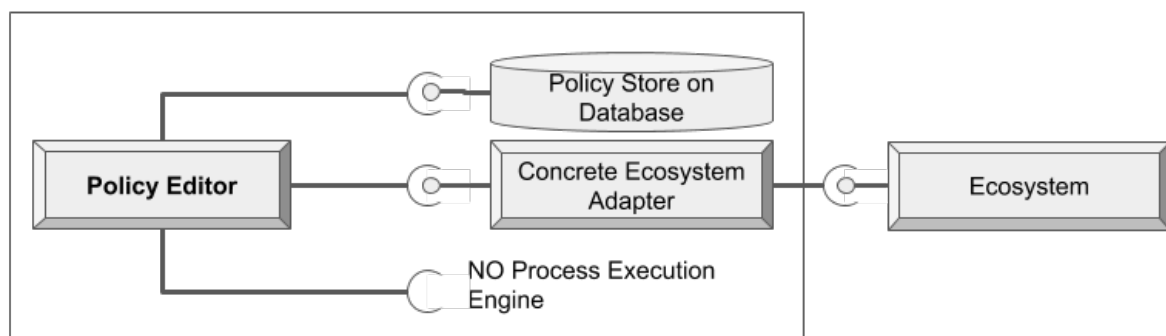 Policy Store on
Database
Policy Editor
Concrete Ecosystem
Adapter
Ecosystem
NO Process Execution
Engine